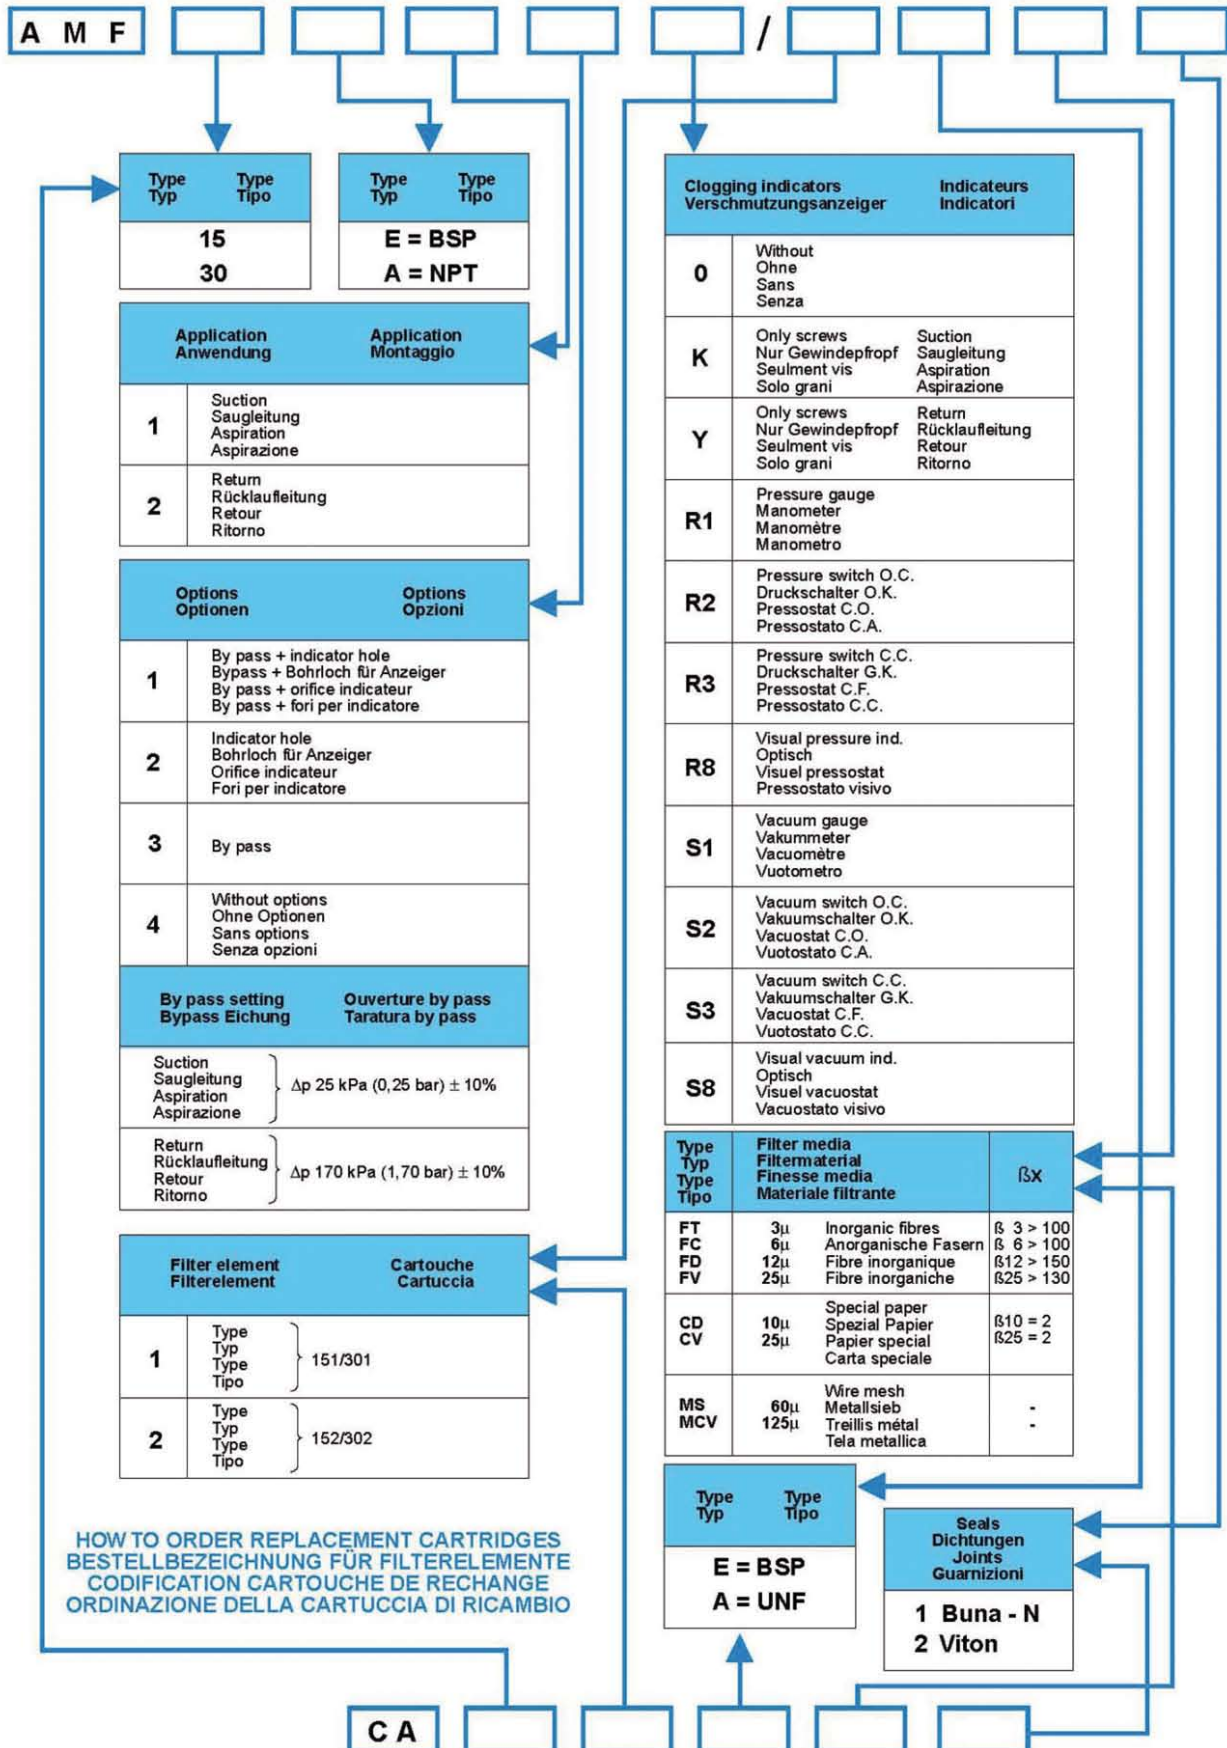 A M F
/
Type Type
Typ Tipo
15
30
Type Type
Typ Tipo
E = BSP
A = NPT
Application Application
Anwendung Montaggio
1
Suction
Saugleitung
Aspiration
Aspirazione
2
Return
Rücklaufleitung
Retour
Ritorno
Options Options
Optionen Opzioni
1
By pass + indicator hole
Bypass + Bohrloch für Anzeiger
By pass + orifice indicateur
By pass + fori per indicatore
2
Indicator hole
Bohrloch für Anzeiger
Orifice indicateur
Fori per indicatore
3
By pass
4
Without options
Ohne Optionen
Sans options
Senza opzioni
By pass setting Ouverture by pass
Bypass Eichung Taratura by pass
Suction
Saugleitung
Aspiration
Aspirazione
Δp 25 kPa (0,25 bar) ± 10%
Return
Rücklaufleitung
Retour
Ritorno
Δp 170 kPa (1,70 bar) ± 10%
Filter element Cartouche
Filterelement Cartuccia
1
Type
Typ
Type
Tipo
151/301
2
Type
Typ
Type
Tipo
152/302
Clogging indicators Indicateurs
Verschmutzungsanzeiger Indicatori
0
Without
Ohne
Sans
Senza
K
Only screws Suction
Nur Gewindepfropf Saugleitung
Seulment vis Aspiration
Solo grani Aspirazione
Y
Only screws Return
Nur Gewindepfropf Rücklaufleitung
Seulment vis Retour
Solo grani Ritorno
R1
Pressure gauge
Manometer
Manomètre
Manometro
R2
Pressure switch O.C.
Druckschalter O.K.
Pressostat C.O.
Pressostato C.A.
R3
Pressure switch C.C.
Druckschalter G.K.
Pressostat C.F.
Pressostato C.C.
R8
Visual pressure ind.
Optisch
Visuel pressostat
Pressostato visivo
S1
Vacuum gauge
Vakummeter
Vacuomètre
Vuotometro
S2
Vacuum switch O.C.
Vakuumschalter O.K.
Vacuostat C.O.
Vuotostato C.A.
S3
Vacuum switch C.C.
Vakuumschalter G.K.
Vacuostat C.F.
Vuotostato C.C.
S8
Visual vacuum ind.
Optisch
Visuel vacuostat
Vacuostato visivo
Type Filter media
Typ Filtermaterial
Type Finesse media
Tipo Materiale filtrante
ßx
FT 3µ Inorganic fibres ß 3 > 100
FC 6µ Anorganische Fasern ß 6 > 100
FD 12µ Fibre inorganique ß12 > 150
FV 25µ Fibre inorganiche ß25 > 130
Special paper
CD 10µ Spezial Papier ß10 = 2
CV 25µ Papier special ß25 = 2
Carta speciale
Wire mesh
MS 60µ Metallsieb -
MCV 125µ Treillis métal -
Tela metallica
Type Type
Typ Tipo
E = BSP
A = UNF
Seals
Dichtungen
Joints
Guarnizioni
1 Buna - N
2 Viton
HOW TO ORDER REPLACEMENT CARTRIDGES
BESTELLBEZEICHNUNG FÜR FILTERELEMENTE
CODIFICATION CARTOUCHE DE RECHANGE
ORDINAZIONE DELLA CARTUCCIA DI RICAMBIO
C A